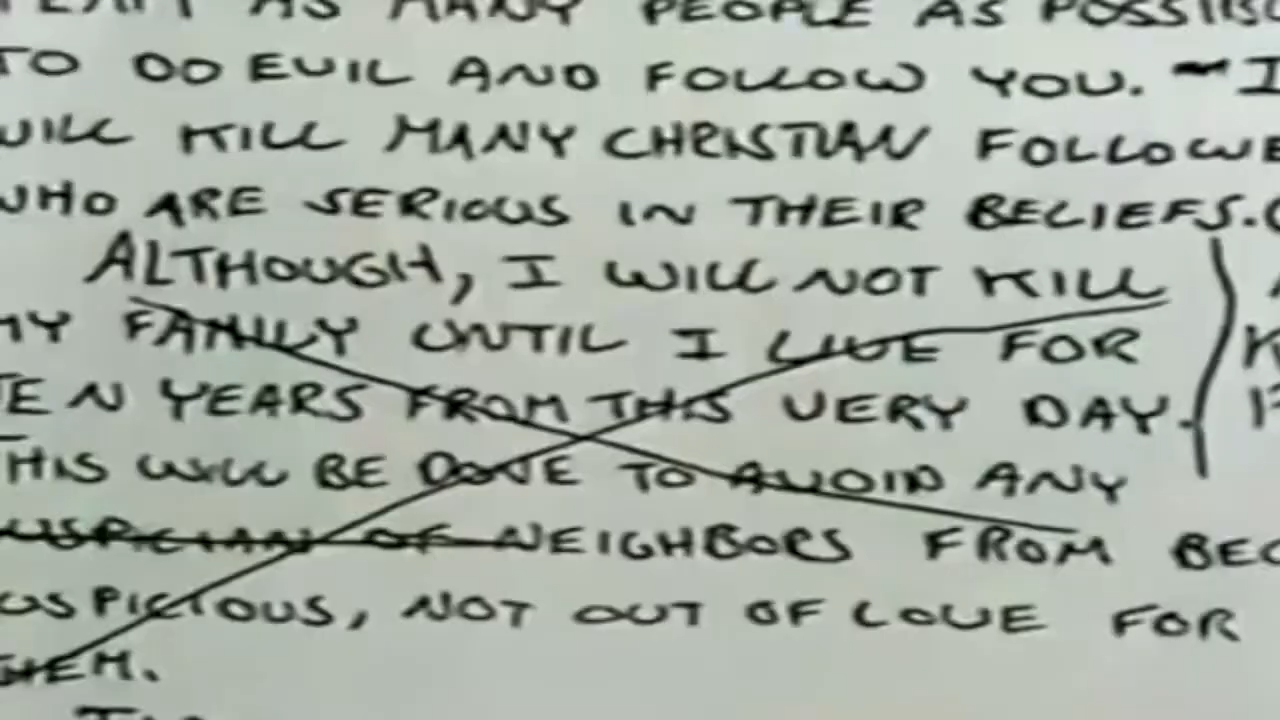 AS MANY PEOPLE AS
TO DO EVIL AND FOLLOW YOU. I
WILL KILL MANY CHRISTIAN
WHO ARE SERIOUS IN THEIR BELIEFS.
ALTHOUGH, I WILL NOT KILL
MY FAMILY UNTIL I LIVE FOR
TEN YEARS FROM THIS VERY DAY.
THIS WILL BE DONE TO AVOID ANY
SUSPICIAN OF NEIGHBORS FROM
SUSPICIOUS, NOT OUT OF LOVE FOR
THEM.